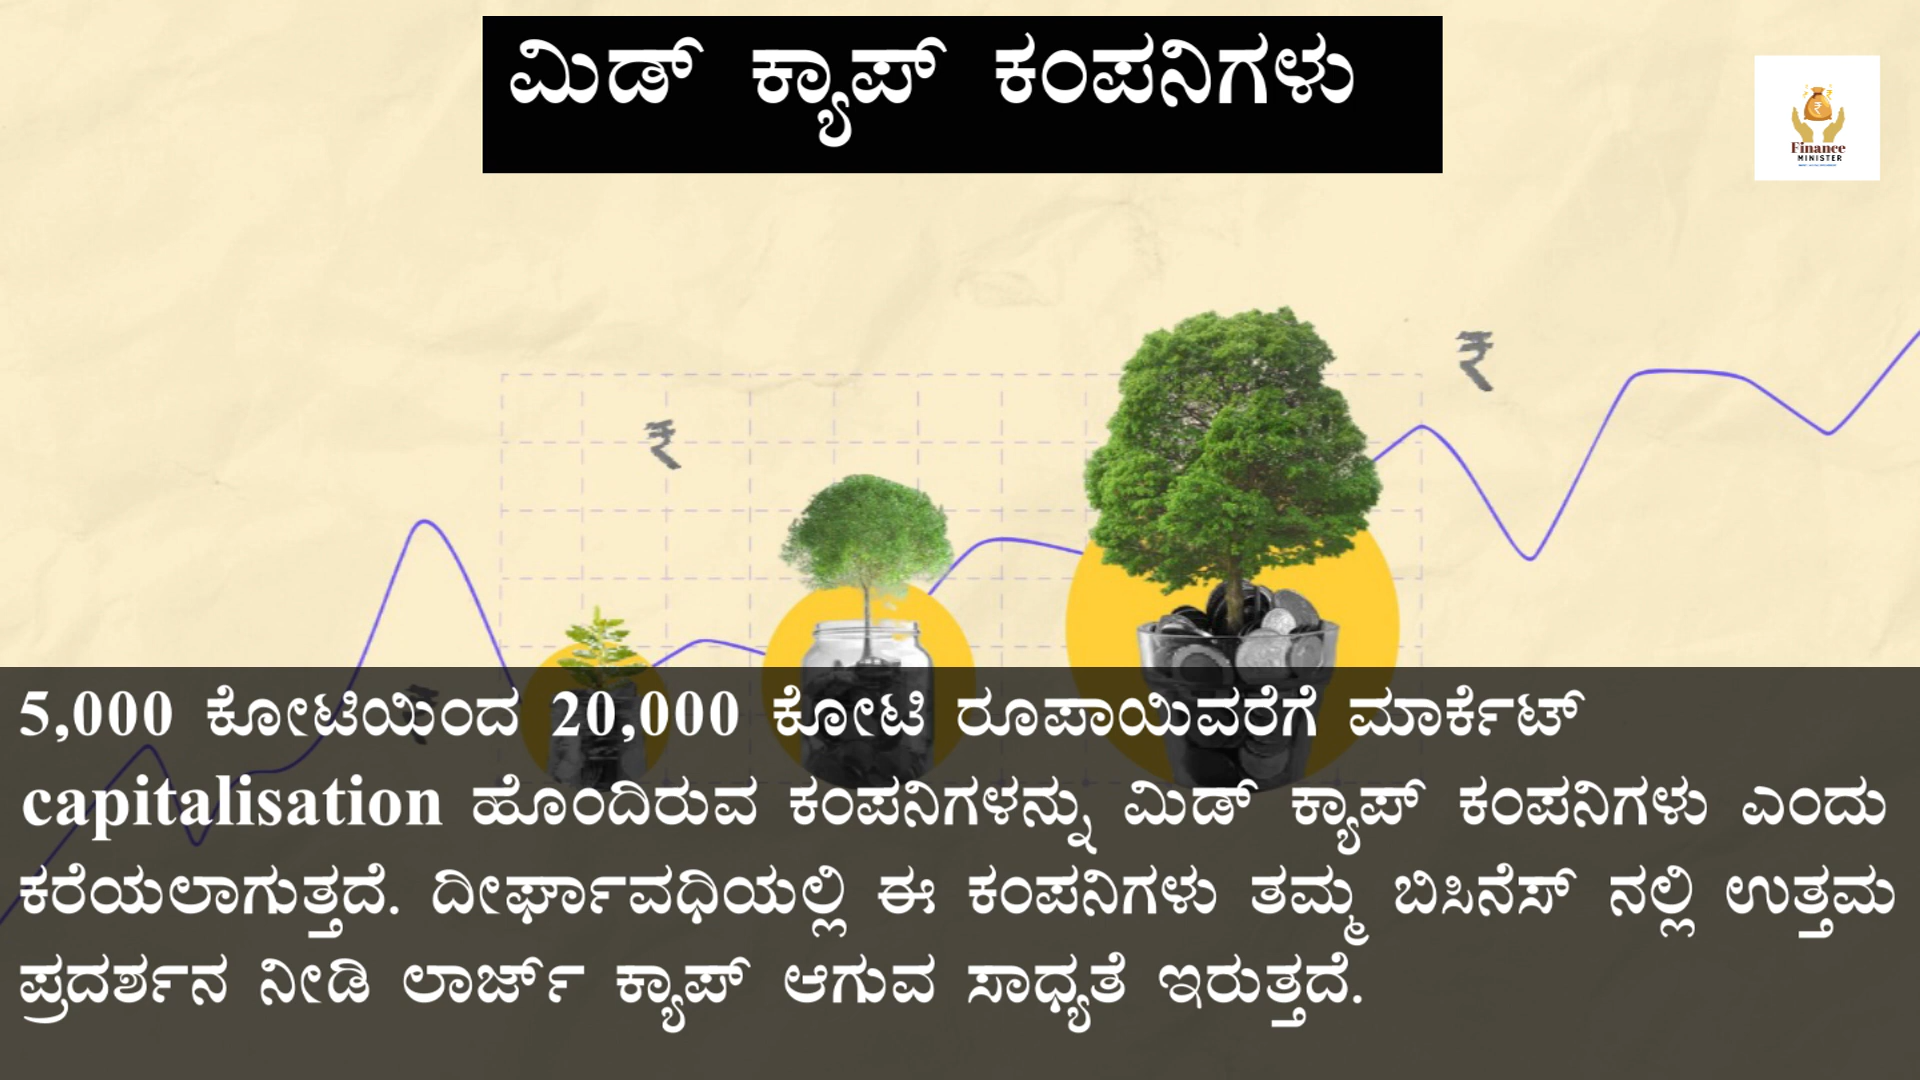 ಮಿಡ್ ಕ್ಯಾಪ್ ಕಂಪನಿಗಳು
Finance
MINISTER
5,000 ಕೋಟಿಯಿಂದ 20,000 ಕೋಟಿ ರೂಪಾಯಿವರೆಗೆ ಮಾರ್ಕೆಟ್
capitalisation ಹೊಂದಿರುವ ಕಂಪನಿಗಳನ್ನು ಮಿಡ್ ಕ್ಯಾಪ್ ಕಂಪನಿಗಳು ಎಂದು
ಕರೆಯಲಾಗುತ್ತದೆ. ದೀರ್ಘಾವಧಿಯಲ್ಲಿ ಈ ಕಂಪನಿಗಳು ತಮ್ಮ ಬಿಸಿನೆಸ್ ನಲ್ಲಿ ಉತ್ತಮ
ಪ್ರದರ್ಶನ ನೀಡಿ ಲಾರ್ಜ್ ಕ್ಯಾಪ್ ಆಗುವ ಸಾಧ್ಯತೆ ಇರುತ್ತದೆ.